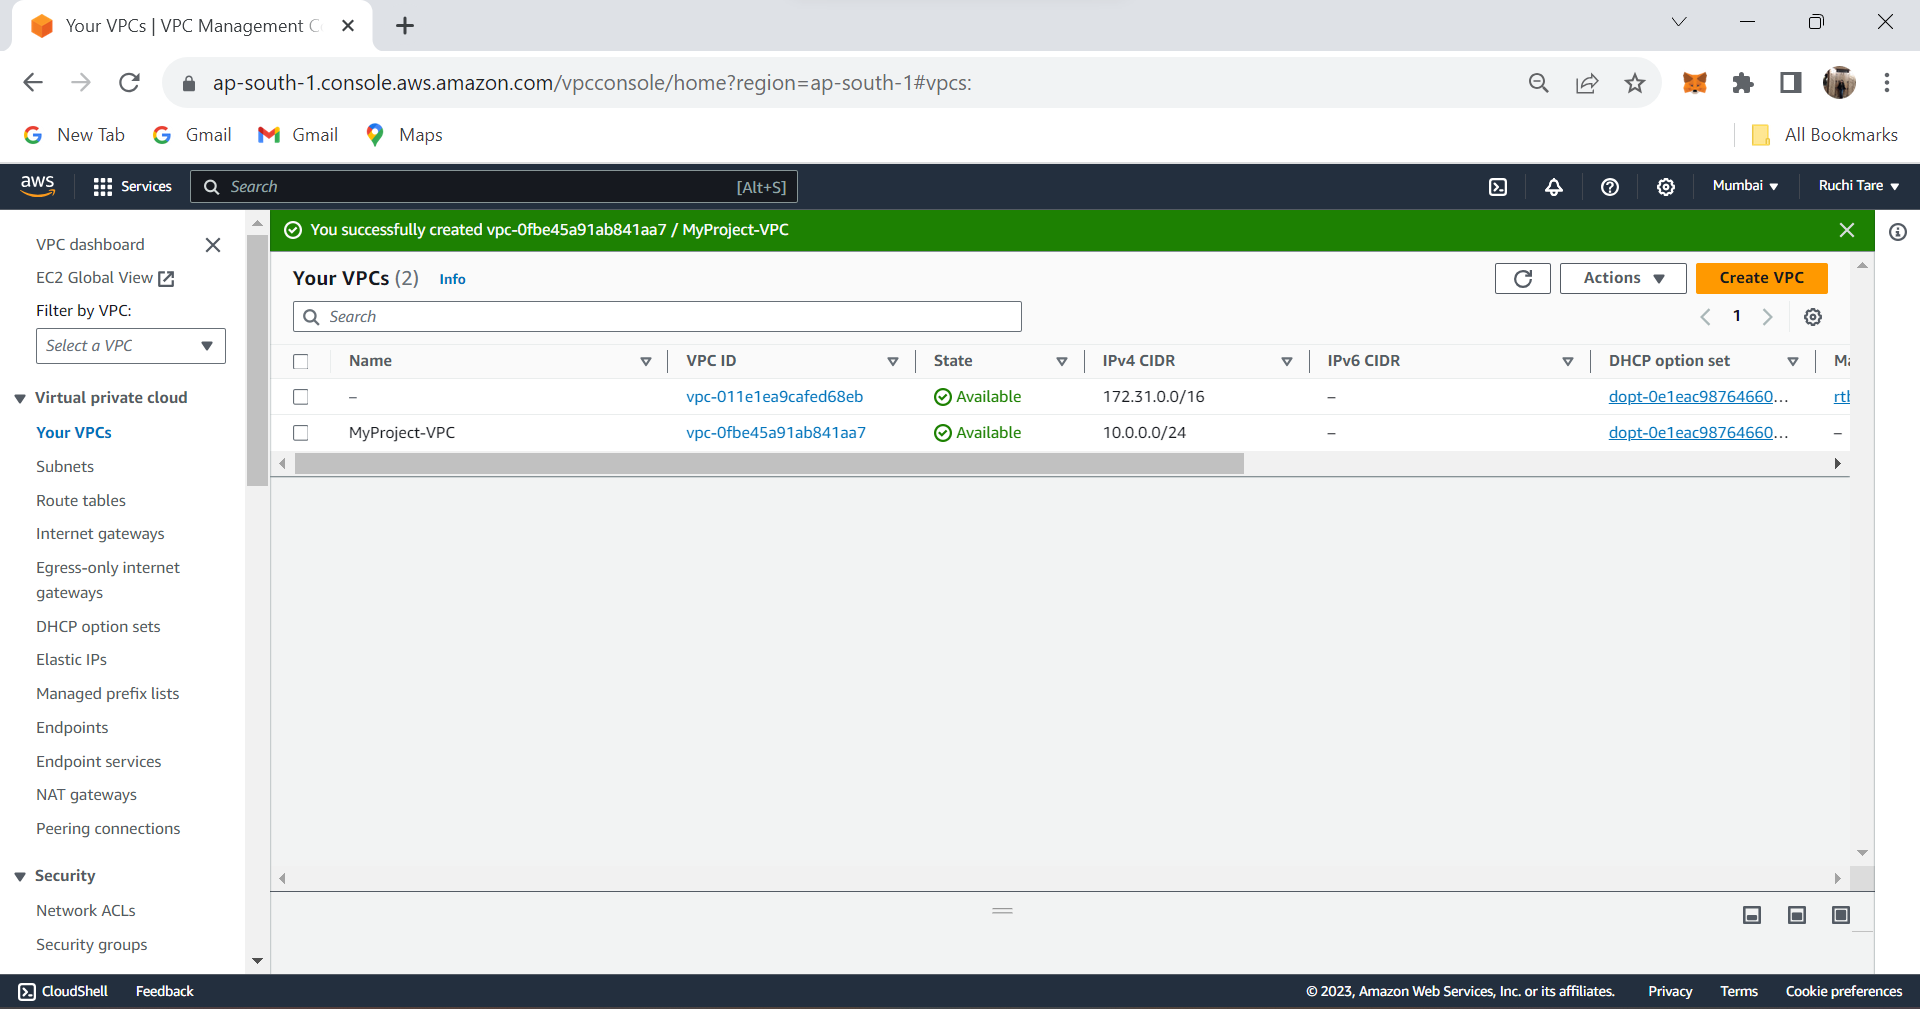 Your VPCs | VPC Management C
ap-south-1.console.aws.amazon.com/vpcconsole/home?region=ap-south-1#vpcs:
New Tab Gmail Gmail Maps All Bookmarks
aws Services Search [Alt+S] Mumbai Ruchi Tare
VPC dashboard
EC2 Global View
Filter by VPC:
Select a VPC
Virtual private cloud
Your VPCs
Subnets
Route tables
Internet gateways
Egress-only internet
gateways
DHCP option sets
Elastic IPs
Managed prefix lists
Endpoints
Endpoint services
NAT gateways
Peering connections
Security
Network ACLs
Security groups
You successfully created vpc-0fbe45a91ab841aa7 / MyProject-VPC
Your VPCs (2) Info Actions Create VPC
Search 1
Name VPC ID State IPv4 CIDR IPv6 CIDR DHCP option set
– vpc-011e1ea9cafed68eb Available 172.31.0.0/16 – dopt-0e1eac98764660... rtl
MyProject-VPC vpc-0fbe45a91ab841aa7 Available 10.0.0.0/24 – dopt-0e1eac98764660... –
CloudShell Feedback © 2023, Amazon Web Services, Inc. or its affiliates. Privacy Terms Cookie preferences